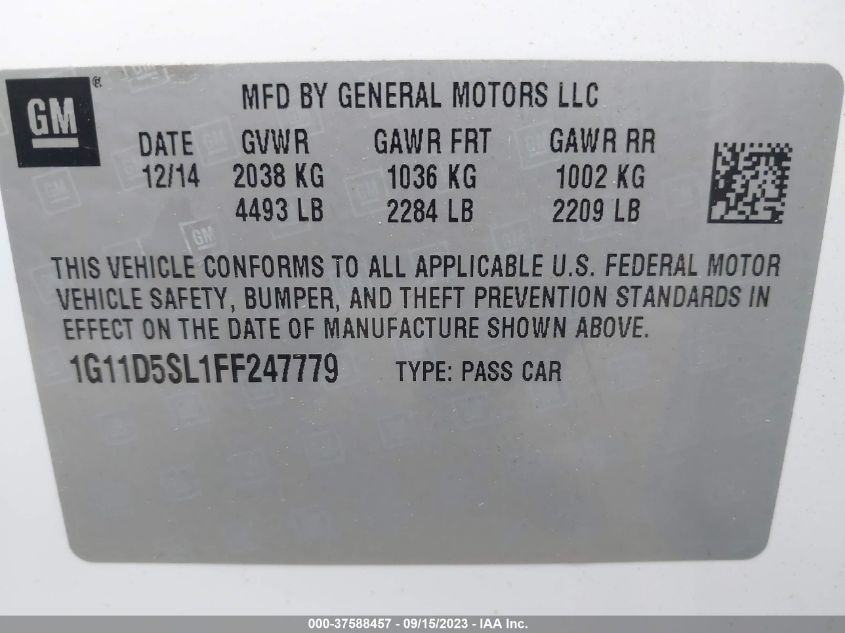 GM ®
MFD BY GENERAL MOTORS LLC
DATE GVWR GAWR FRT GAWR RR
12/14 2038 KG 1036 KG 1002 KG
4493 LB 2284 LB 2209 LB
THIS VEHICLE CONFORMS TO ALL APPLICABLE U.S. FEDERAL MOTOR
VEHICLE SAFETY, BUMPER, AND THEFT PREVENTION STANDARDS IN
EFFECT ON THE DATE OF MANUFACTURE SHOWN ABOVE.
1G11D5SL1FF247779 TYPE: PASS CAR
000-37588457 - 09/15/2023 - IAA, Inc.